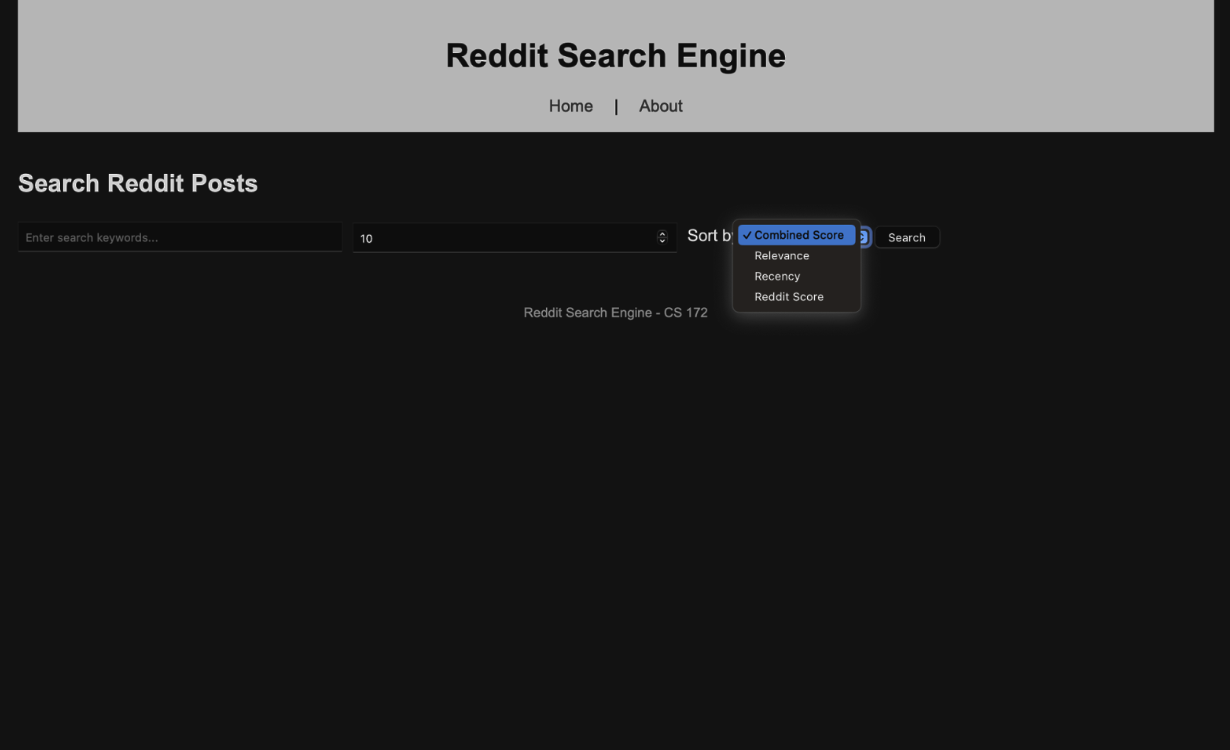 Reddit Search Engine
Home | About
Search Reddit Posts
Enter search keywords...
10
Sort by
✓ Combined Score
Relevance
Recency
Reddit Score
Search
Reddit Search Engine - CS 172